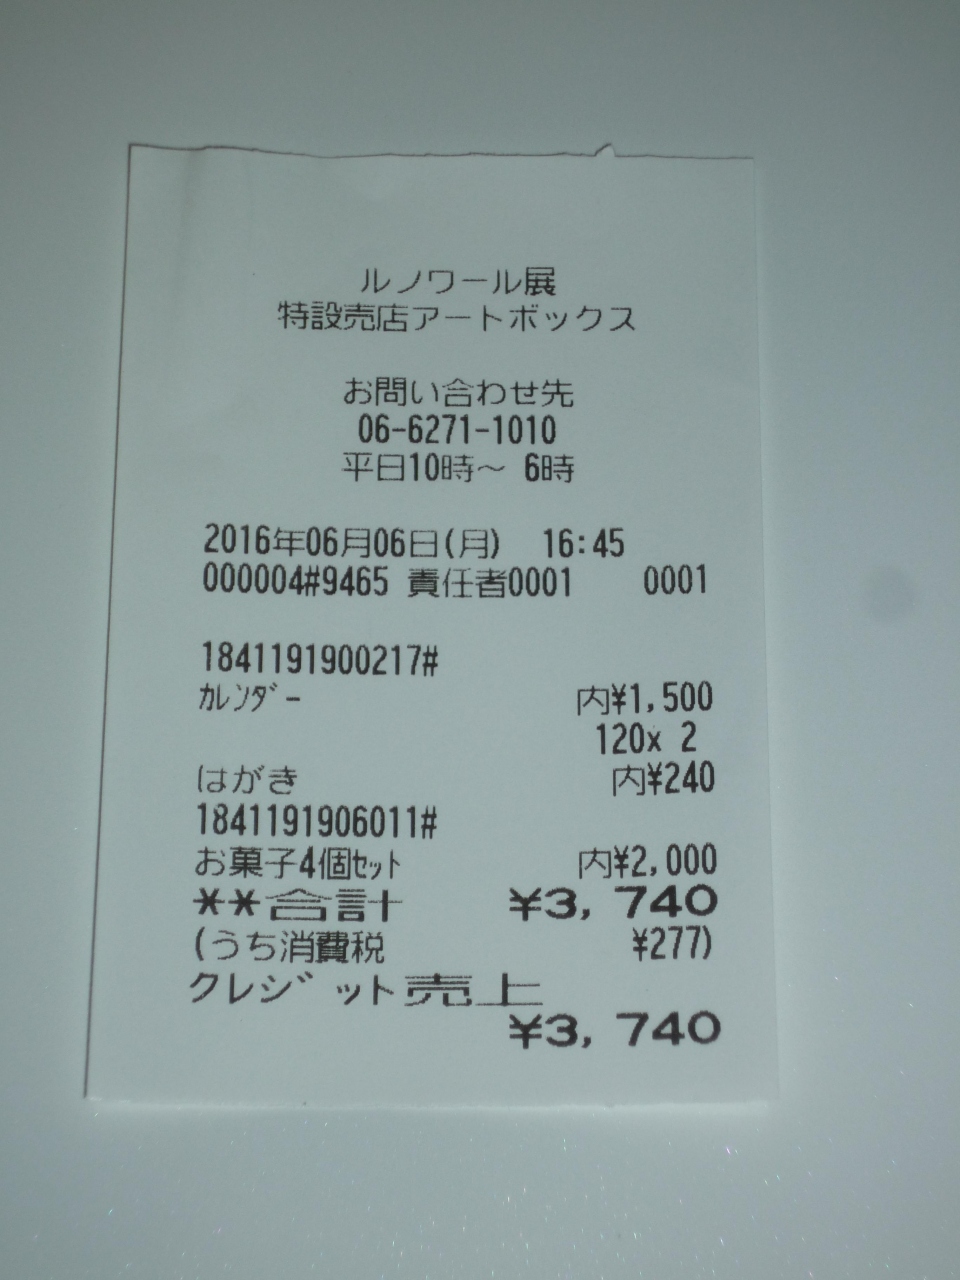 ルノワール展
特設売店アートボックス
お問い合わせ先
06-6271-1010
平日10時～ 6時
2016年06月06日(月) 16:45
000004#9465 責任者0001 0001
1841191900217#
ｶﾚﾝﾀﾞｰ 内¥1,500
120x 2
はがき 内¥240
1841191906011#
お菓子4個ｾｯﾄ 内¥2,000
**合計 ¥3,740
(うち消費税 ¥277)
クレジット売上
¥3,740